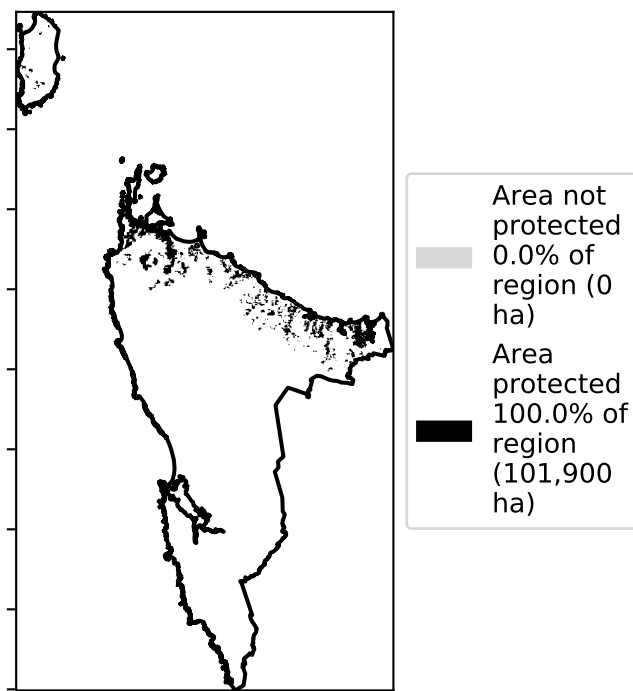 Area not
protected
0.0% of
region (0
ha)
Area
protected
100.0% of
region
(101,900
ha)